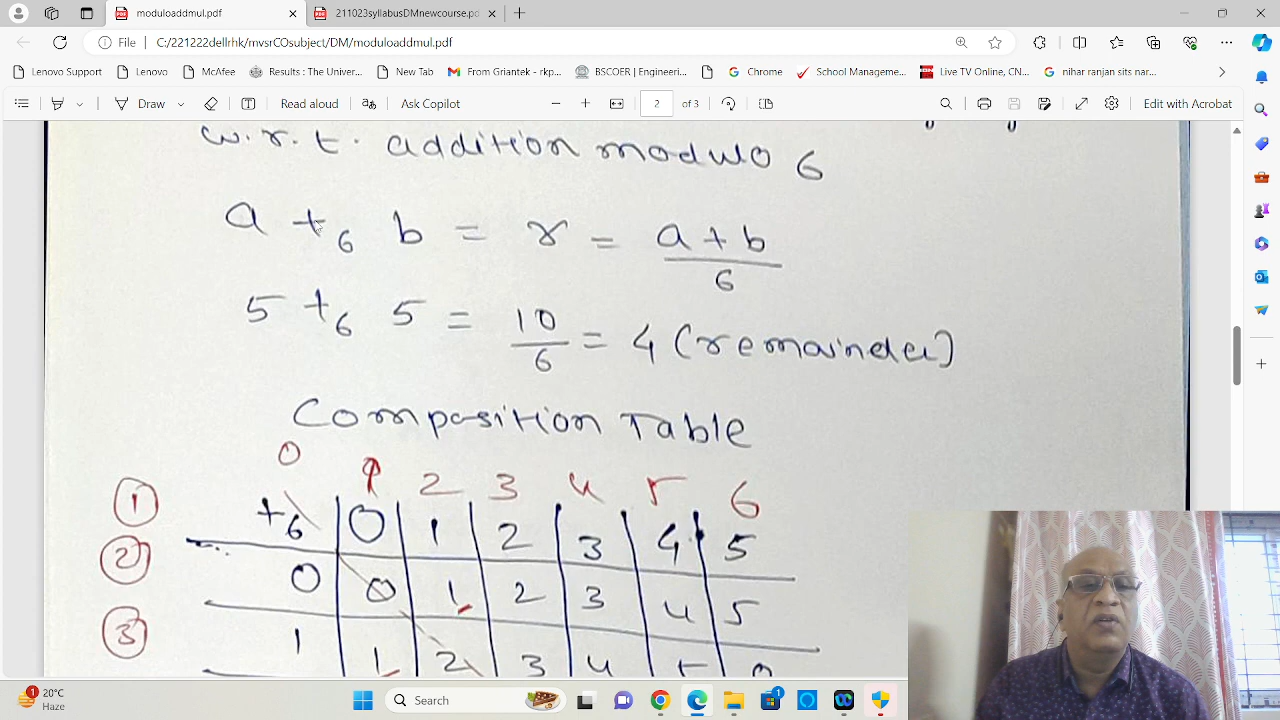 moduloaddmul.pdf
211023syllabusDMnewcourse.pd
File
C:/221222dellrhk/mvsrCOsubject/DM/moduloaddmul.pdf
Lenovo Support
Lenovo
McAfee
Results : The Univer...
New Tab
From Kariantek - rkp...
BSCOER | Engineeri...
Chrome
School Manageme...
Live TV Online, CN...
nihar ranjan sits nar...
Draw
Read aloud
Ask Copilot
2 of 3
Edit with Acrobat
w.r.t. addition modulo 6
a +6 b = r = a+b / 6
5 +6 5 = 10 / 6 = 4 (remainder)
Composition Table
0 1 2 3 4 5 6
1 +6 0 1 2 3 4 5
2 0 0 1 2 3 4 5
3 1 1 2 3 4 5 0
20°C
Haze
Search